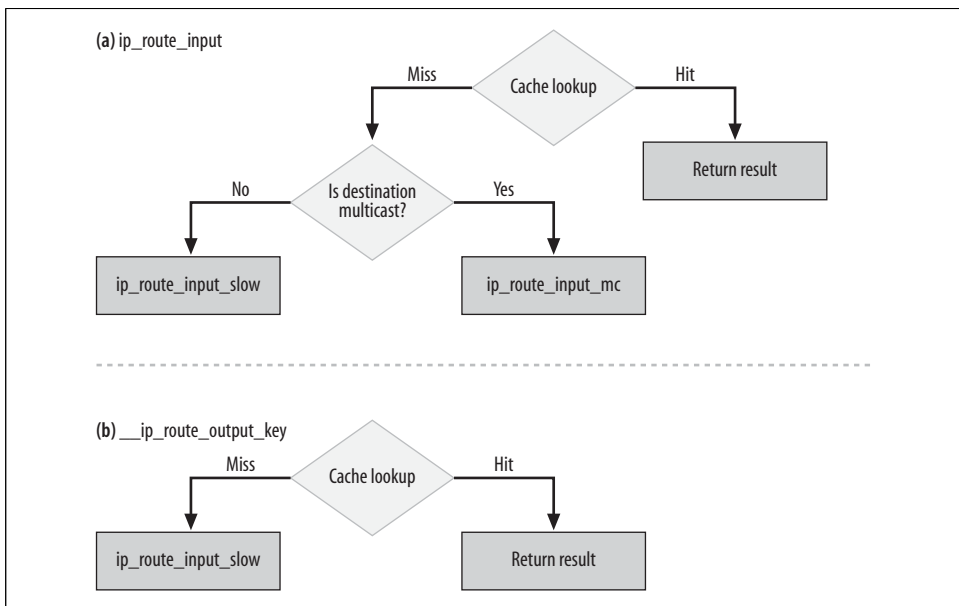 (a) ip_route_input
Miss
Cache lookup
Hit
Return result
No
Is destination
multicast?
Yes
ip_route_input_slow
ip_route_input_mc
(b) __ip_route_output_key
Miss
Cache lookup
Hit
ip_route_input_slow
Return result